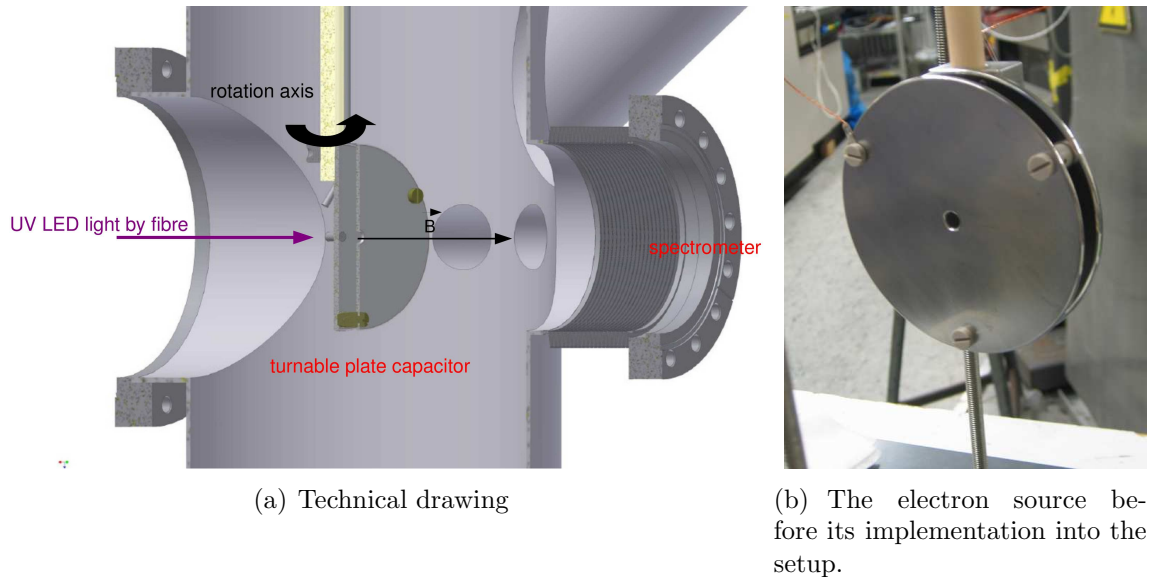 rotation axis
UV LED light by fibre
B
spectrometer
turnable plate capacitor
(a) Technical drawing
(b) The electron source be-
fore its implementation into the
setup.